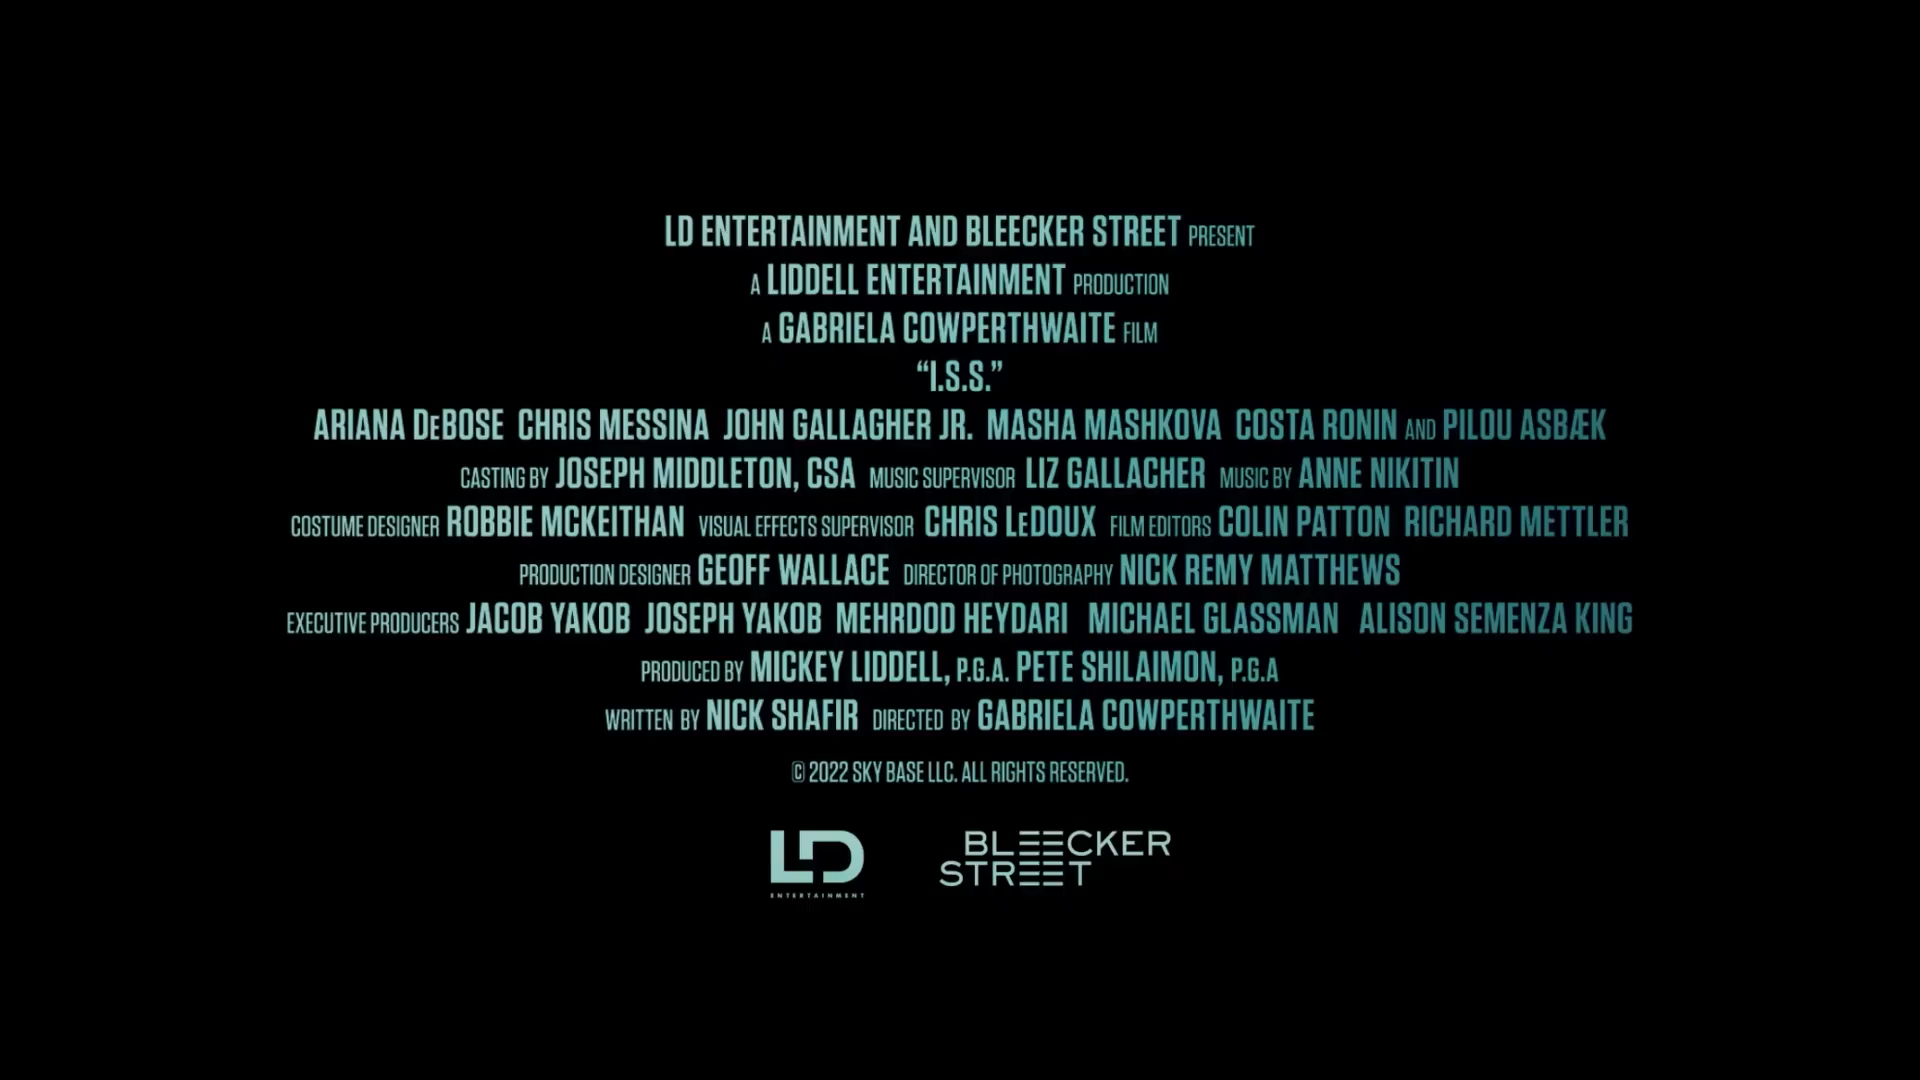 LD ENTERTAINMENT AND BLEECKER STREET PRESENT
A LIDDELL ENTERTAINMENT PRODUCTION
A GABRIELA COWPERTHWAITE FILM
“I.S.S.”
ARIANA DeBOSE CHRIS MESSINA JOHN GALLAGHER JR. MASHA MASHKOVA COSTA RONIN AND PILOU ASBÆK
CASTING BY JOSEPH MIDDLETON, CSA MUSIC SUPERVISOR LIZ GALLACHER MUSIC BY ANNE NIKITIN
COSTUME DESIGNER ROBBIE MCKEITHAN VISUAL EFFECTS SUPERVISOR CHRIS LeDOUX FILM EDITORS COLIN PATTON RICHARD METTLER
PRODUCTION DESIGNER GEOFF WALLACE DIRECTOR OF PHOTOGRAPHY NICK REMY MATTHEWS
EXECUTIVE PRODUCERS JACOB YAKOB JOSEPH YAKOB MEHRDOD HEYDARI MICHAEL GLASSMAN ALISON SEMENZA KING
PRODUCED BY MICKEY LIDDELL, P.G.A. PETE SHILAIMON, P.G.A
WRITTEN BY NICK SHAFIR DIRECTED BY GABRIELA COWPERTHWAITE
© 2022 SKY BASE LLC. ALL RIGHTS RESERVED.
LD
ENTERTAINMENT
BLEECKER
STREET